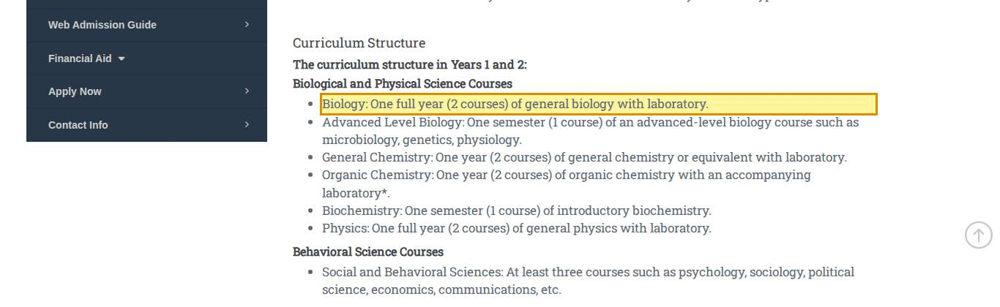 Web Admission Guide
Financial Aid
Apply Now
Contact Info
Curriculum Structure
The curriculum structure in Years 1 and 2:
Biological and Physical Science Courses
Biology: One full year (2 courses) of general biology with laboratory.
Advanced Level Biology: One semester (1 course) of an advanced-level biology course such as
microbiology, genetics, physiology.
General Chemistry: One year (2 courses) of general chemistry or equivalent with laboratory.
Organic Chemistry: One year (2 courses) of organic chemistry with an accompanying
laboratory*.
Biochemistry: One semester (1 course) of introductory biochemistry.
Physics: One full year (2 courses) of general physics with laboratory.
Behavioral Science Courses
Social and Behavioral Sciences: At least three courses such as psychology, sociology, political
science, economics, communications, etc.